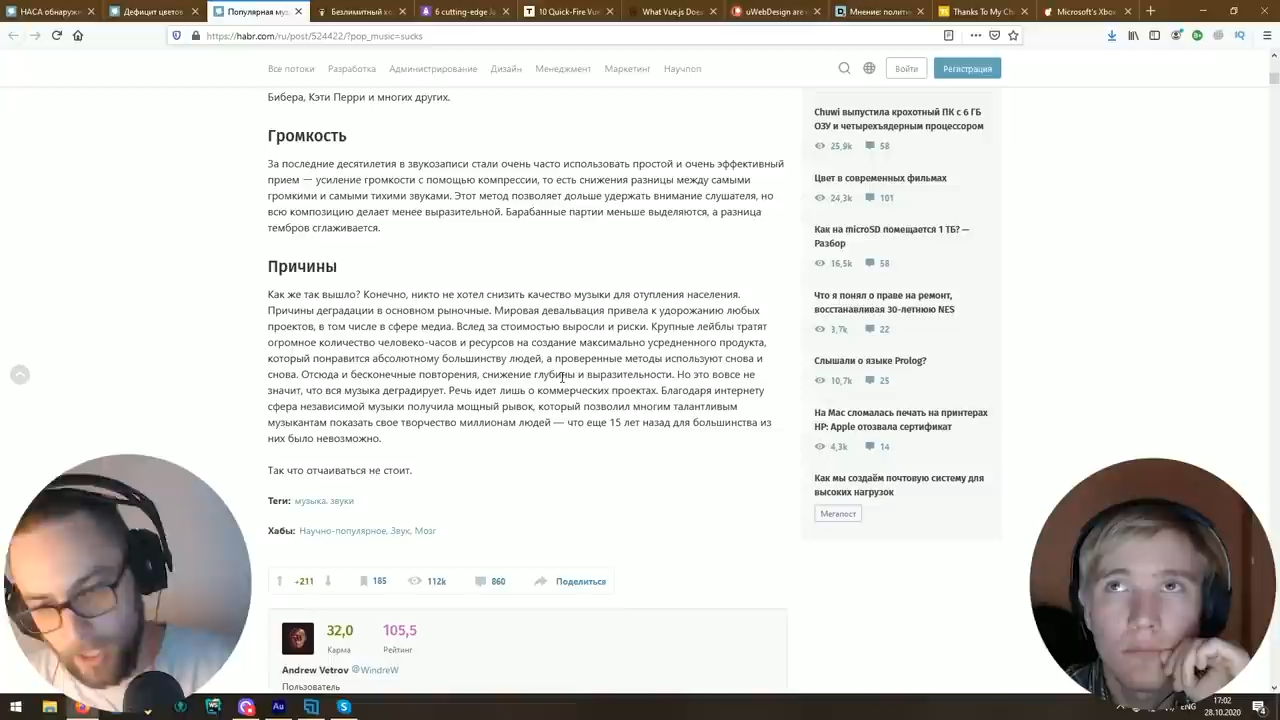 НАСА обнаружи
Дефицит цветов
Популярная му
Безлимитный к
6 cutting-edge J
10 Quick-Fire Vue
What Vue.js Does
uWebDesign
Мнение: полити
Thanks To My Ch
Microsoft's Xbox
https://habr.com/ru/post/524422/?pop_music=sucks
Все потоки Разработка Администрирование Дизайн Менеджмент Маркетинг Научпоп
Войти
Регистрация
Бибера, Кэти Перри и многих других.
Громкость
За последние десятилетия в звукозаписи стали очень часто использовать простой и очень эффективный
прием — усиление громкости с помощью компрессии, то есть снижения разницы между самыми
громкими и самыми тихими звуками. Этот метод позволяет дольше удержать внимание слушателя, но
всю композицию делает менее выразительной. Барабанные партии меньше выделяются, а разница
тембров сглаживается.
Причины
Как же так вышло? Конечно, никто не хотел снизить качество музыки для отупления населения.
Причины деградации в основном рыночные. Мировая девальвация привела к удорожанию любых
проектов, в том числе в сфере медиа. Вслед за стоимостью выросли и риски. Крупные лейблы тратят
огромное количество человеко-часов и ресурсов на создание максимально усредненного продукта,
который понравится абсолютному большинству людей, а проверенные методы используют снова и
снова. Отсюда и бесконечные повторения, снижение глубины и выразительности. Но это вовсе не
значит, что вся музыка деградирует. Речь идет лишь о коммерческих проектах. Благодаря интернету
сфера независимой музыки получила мощный рывок, который позволил многим талантливым
музыкантам показать свое творчество миллионам людей — что еще 15 лет назад для большинства из
них было невозможно.
Так что отчаиваться не стоит.
Теги: музыка, звуки
Хабы: Научно-популярное, Звук, Мозг
+211 185 112k 860 Поделиться
32,0 105,5
Карма Рейтинг
Andrew Vetrov @WindreW
Пользователь
Chuwi выпустила крохотный ПК с 6 ГБ
ОЗУ и четырехъядерным процессором
25,9k 58
Цвет в современных фильмах
24,3k 101
Как на microSD помещается 1 ТБ? —
Разбор
16,5k 58
Что я понял о праве на ремонт,
восстанавливая 30-летнюю NES
3,7k 22
Слышали о языке Prolog?
10,7k 25
На Mac сломалась печать на принтерах
HP: Apple отозвала сертификат
4,3k 14
Как мы создаём почтовую систему для
высоких нагрузок
Мегапост
ENG
17:02
28.10.2020